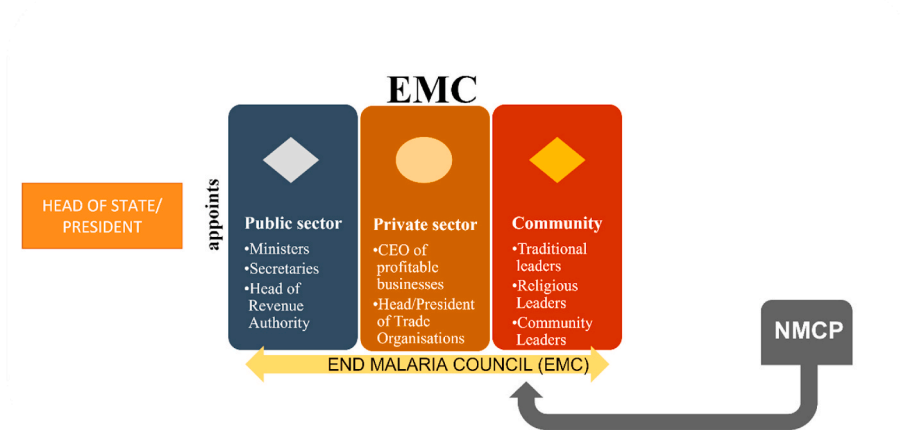 EMC
HEAD OF STATE/
PRESIDENT
appoints
Public sector
•Ministers
•Secretaries
•Head of
Revenue
Authority
Private sector
•CEO of
profitable
businesses
•Head/President
of Trade
Organisations
Community
•Traditional
leaders
•Religious
Leaders
•Community
Leaders
END MALARIA COUNCIL (EMC)
NMCP